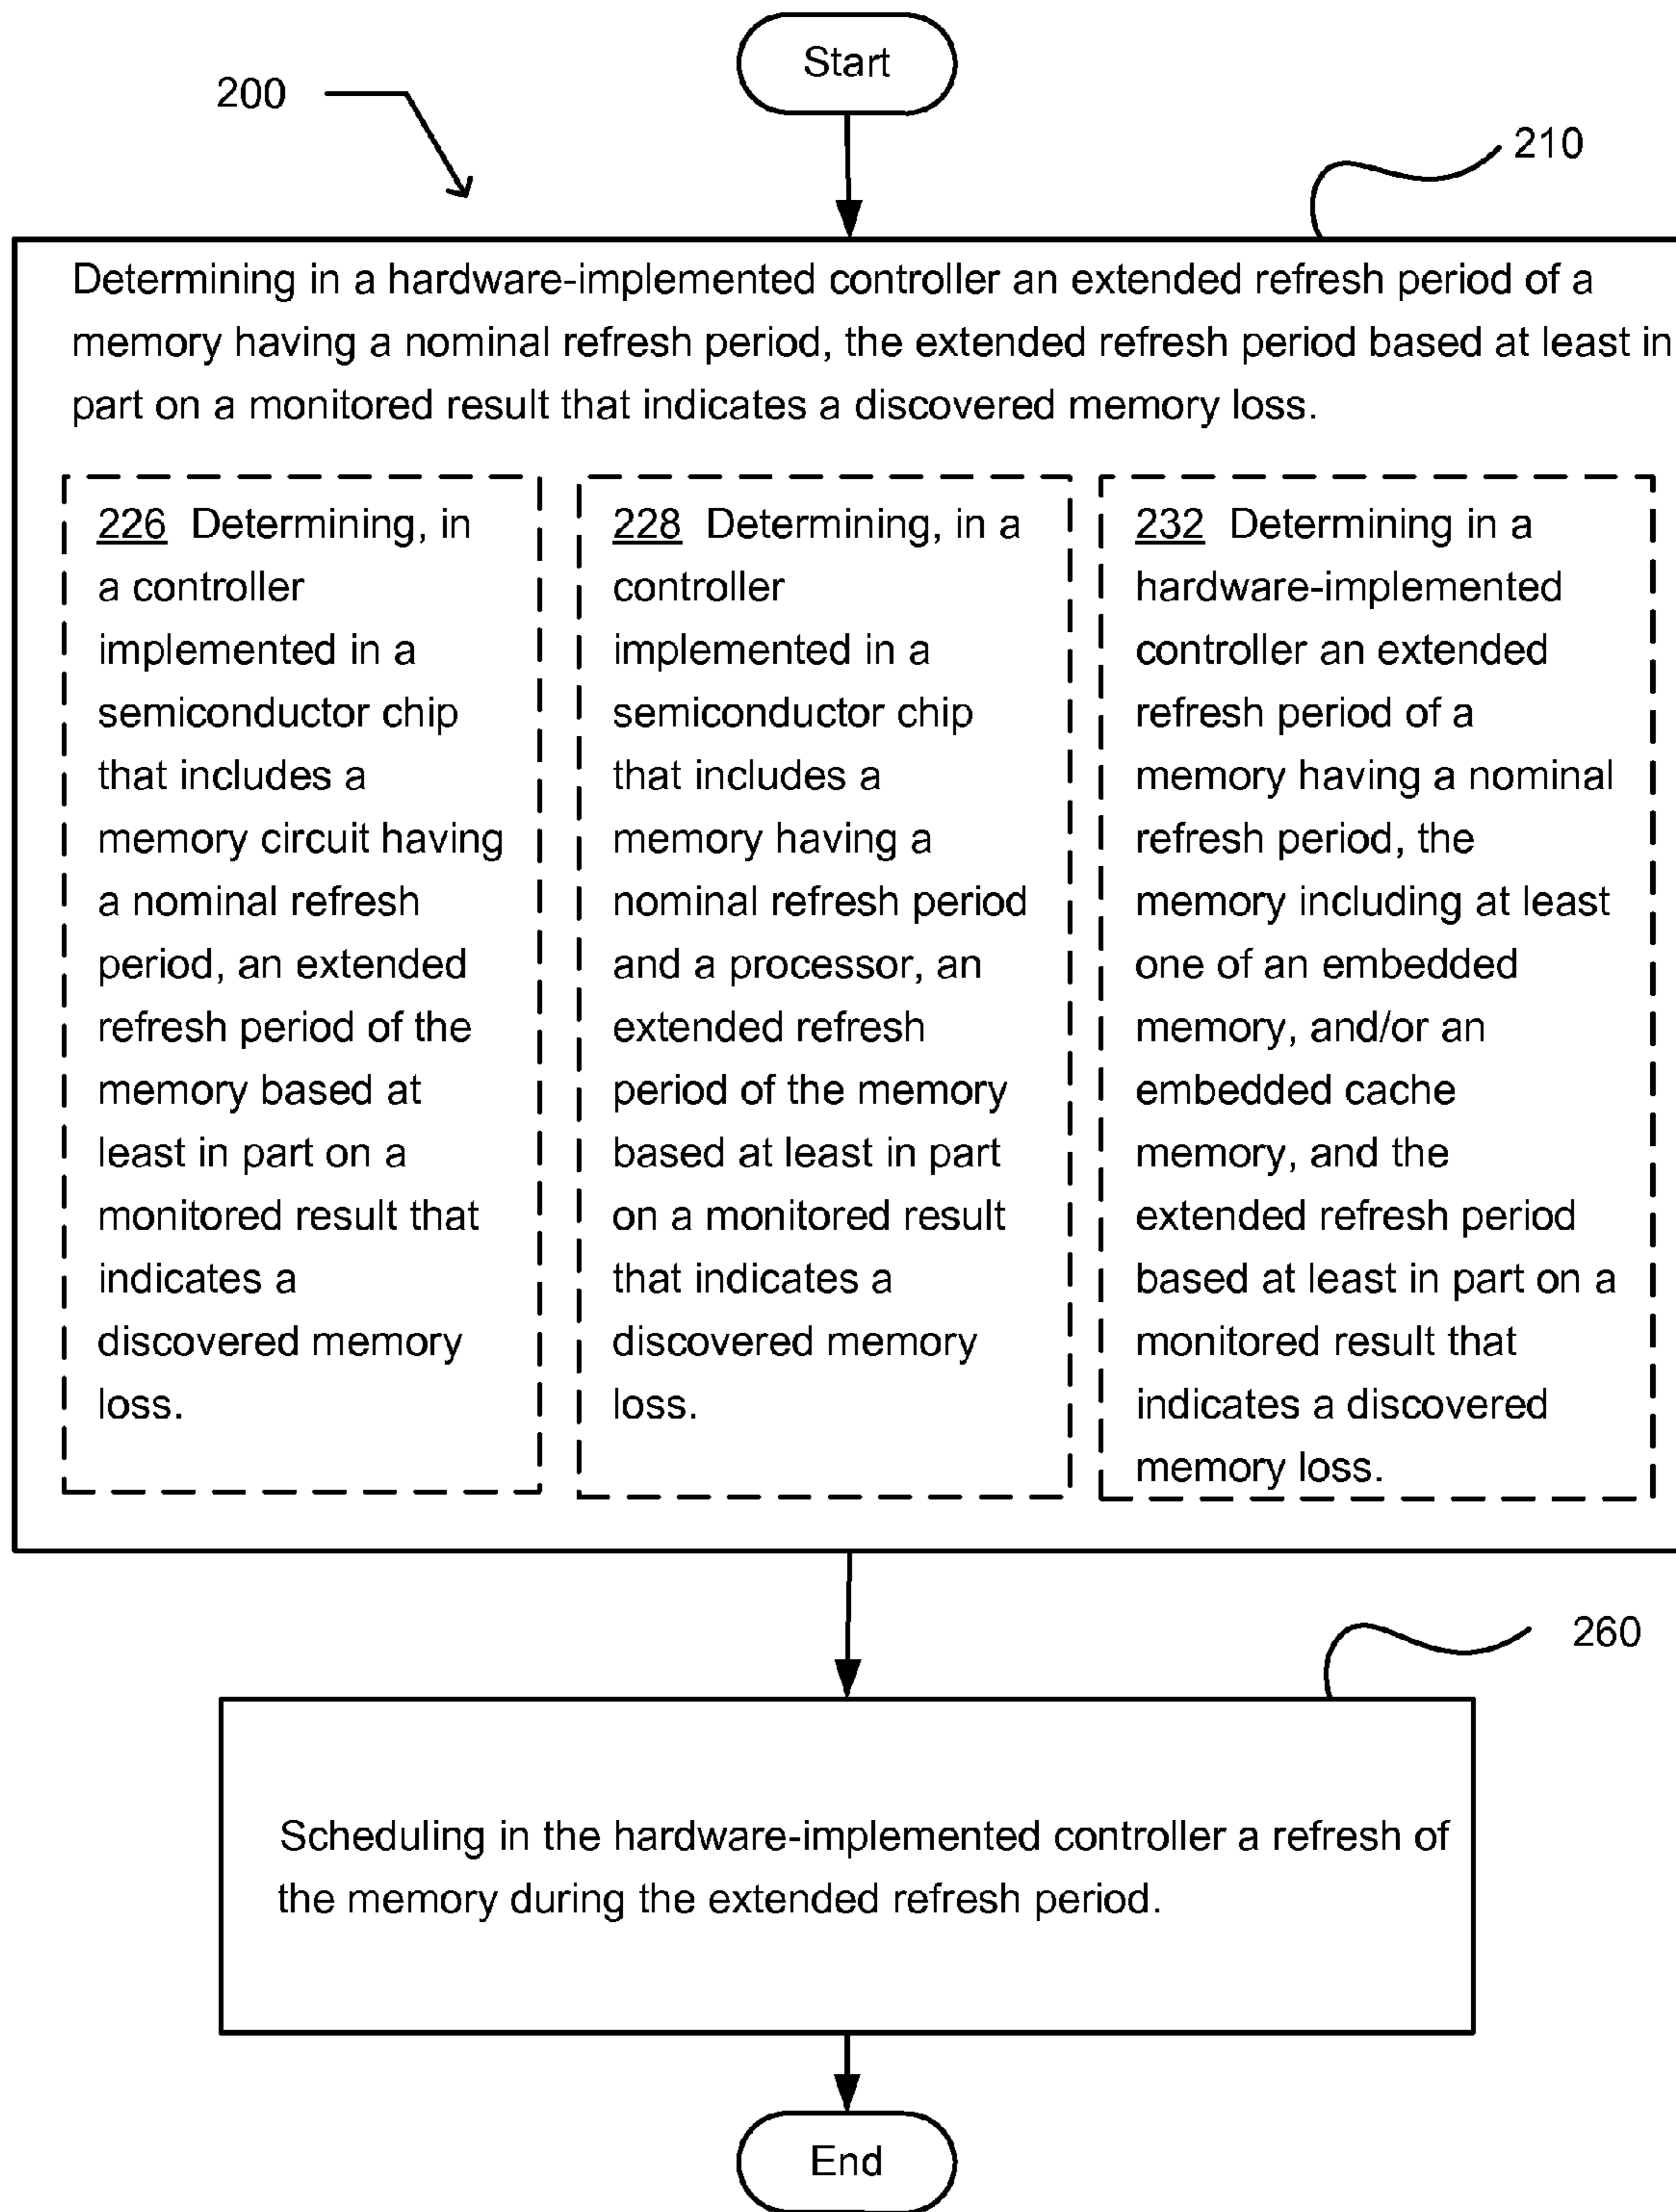 Start
200
210
Determining in a hardware-implemented controller an extended refresh period of a
memory having a nominal refresh period, the extended refresh period based at least in
part on a monitored result that indicates a discovered memory loss.
226 Determining, in
a controller
implemented in a
semiconductor chip
that includes a
memory circuit having
a nominal refresh
period, an extended
refresh period of the
memory based at
least in part on a
monitored result that
indicates a
discovered memory
loss.
228 Determining, in a
controller
implemented in a
semiconductor chip
that includes a
memory having a
nominal refresh period
and a processor, an
extended refresh
period of the memory
based at least in part
on a monitored result
that indicates a
discovered memory
loss.
232 Determining in a
hardware-implemented
controller an extended
refresh period of a
memory having a nominal
refresh period, the
memory including at least
one of an embedded
memory, and/or an
embedded cache
memory, and the
extended refresh period
based at least in part on a
monitored result that
indicates a discovered
memory loss.
260
Scheduling in the hardware-implemented controller a refresh of
the memory during the extended refresh period.
End